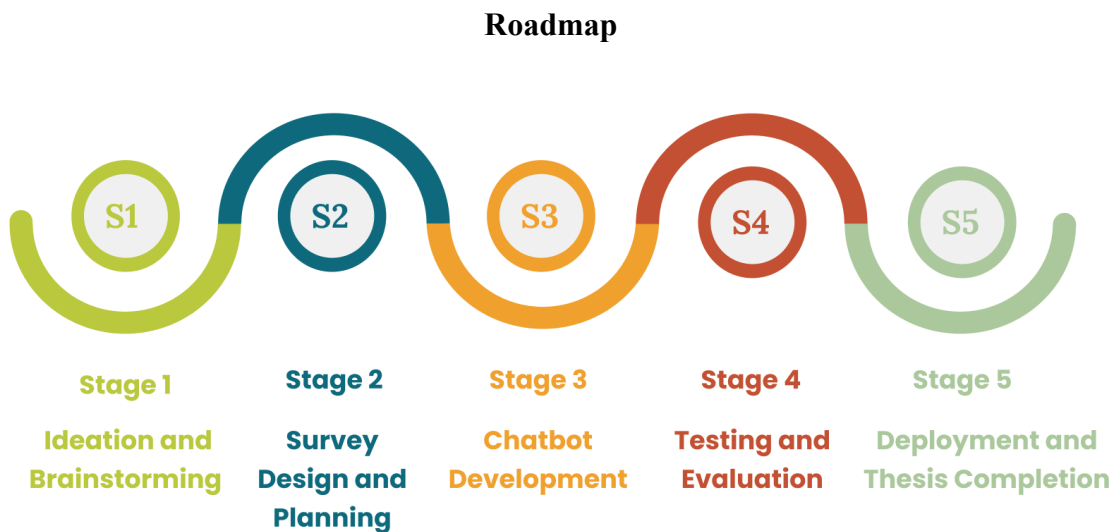 Roadmap
S1
S2
S3
S4
S5
Stage 1
Ideation and
Brainstorming
Stage 2
Survey
Design and
Planning
Stage 3
Chatbot
Development
Stage 4
Testing and
Evaluation
Stage 5
Deployment and
Thesis Completion